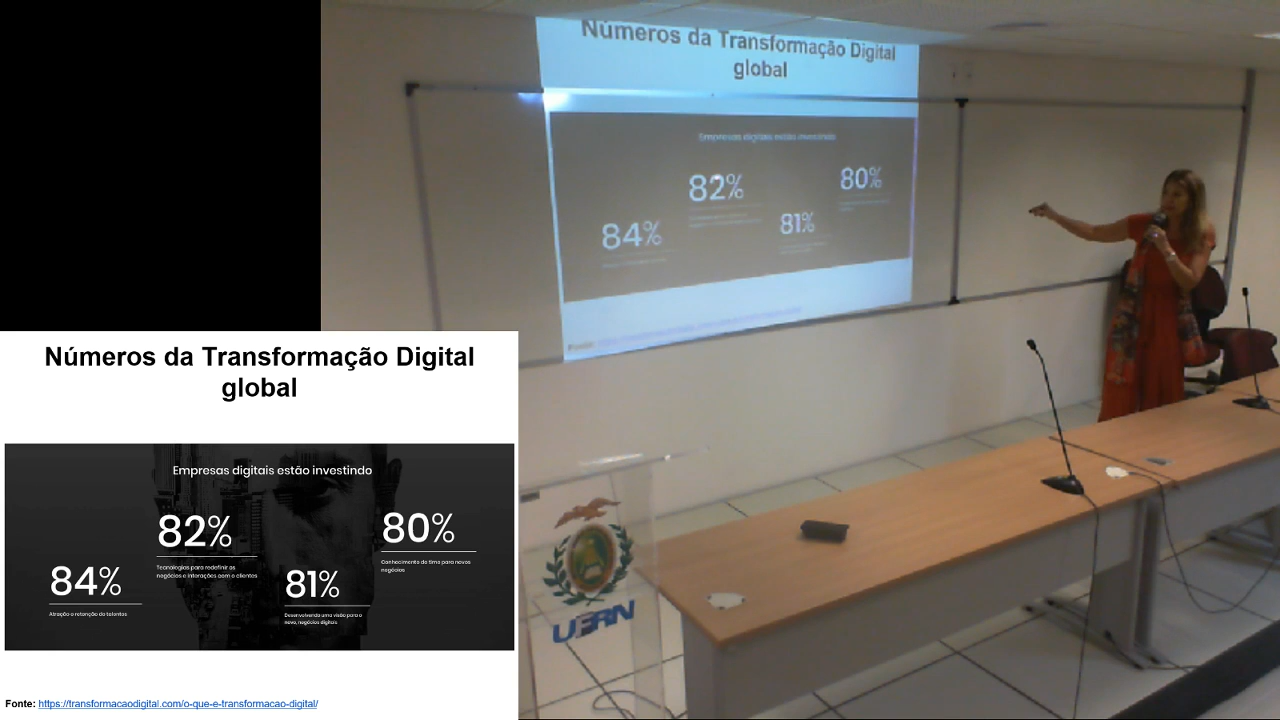 Números da Transformação Digital
global
Empresas digitais estão investindo
84%
82%
81%
80%
Números da Transformação Digital
global
Empresas digitais estão investindo
84%
Atração e retenção de talentos
82%
Tecnologias para redefinir os
negócios e interações com o clientes
81%
Desenvolvendo uma visão para o
novo, negócios digitais
80%
Conhecimento do time para novos
negócios
Fonte: https://transformacaodigital.com/o-que-e-transformacao-digital/
UERN